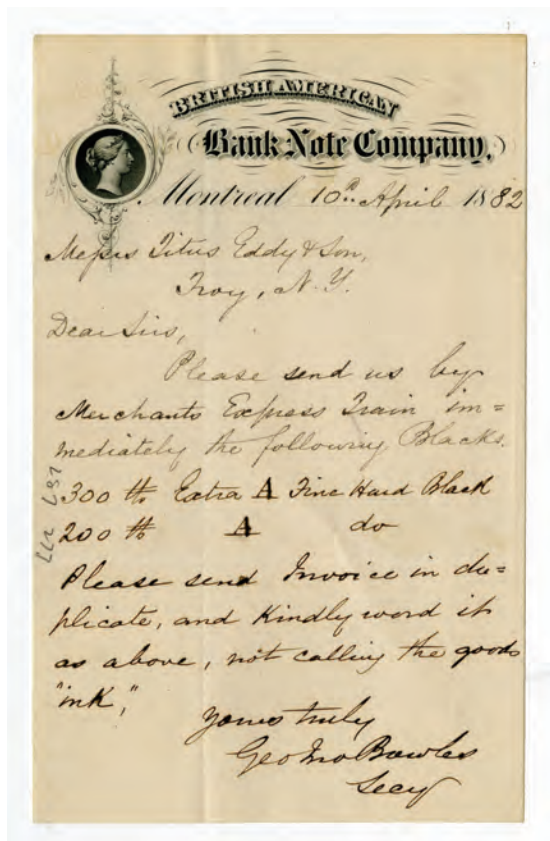 BRITISH AMERICAN
Bank Note Company,
Montreal 10th April 1882
Messrs Titus Eddy & Son,
Troy, N.Y.
Dear Sirs,
Please send us by
Merchants Express Train im=
mediately the following Blacks.
300 lb Extra A Fine Hard Black
200 lb A do
Please send Invoice in du=
plicate, and kindly word it
as above, not calling the goods
"ink,"
Yours truly
Geo Jno Bowles
Secy